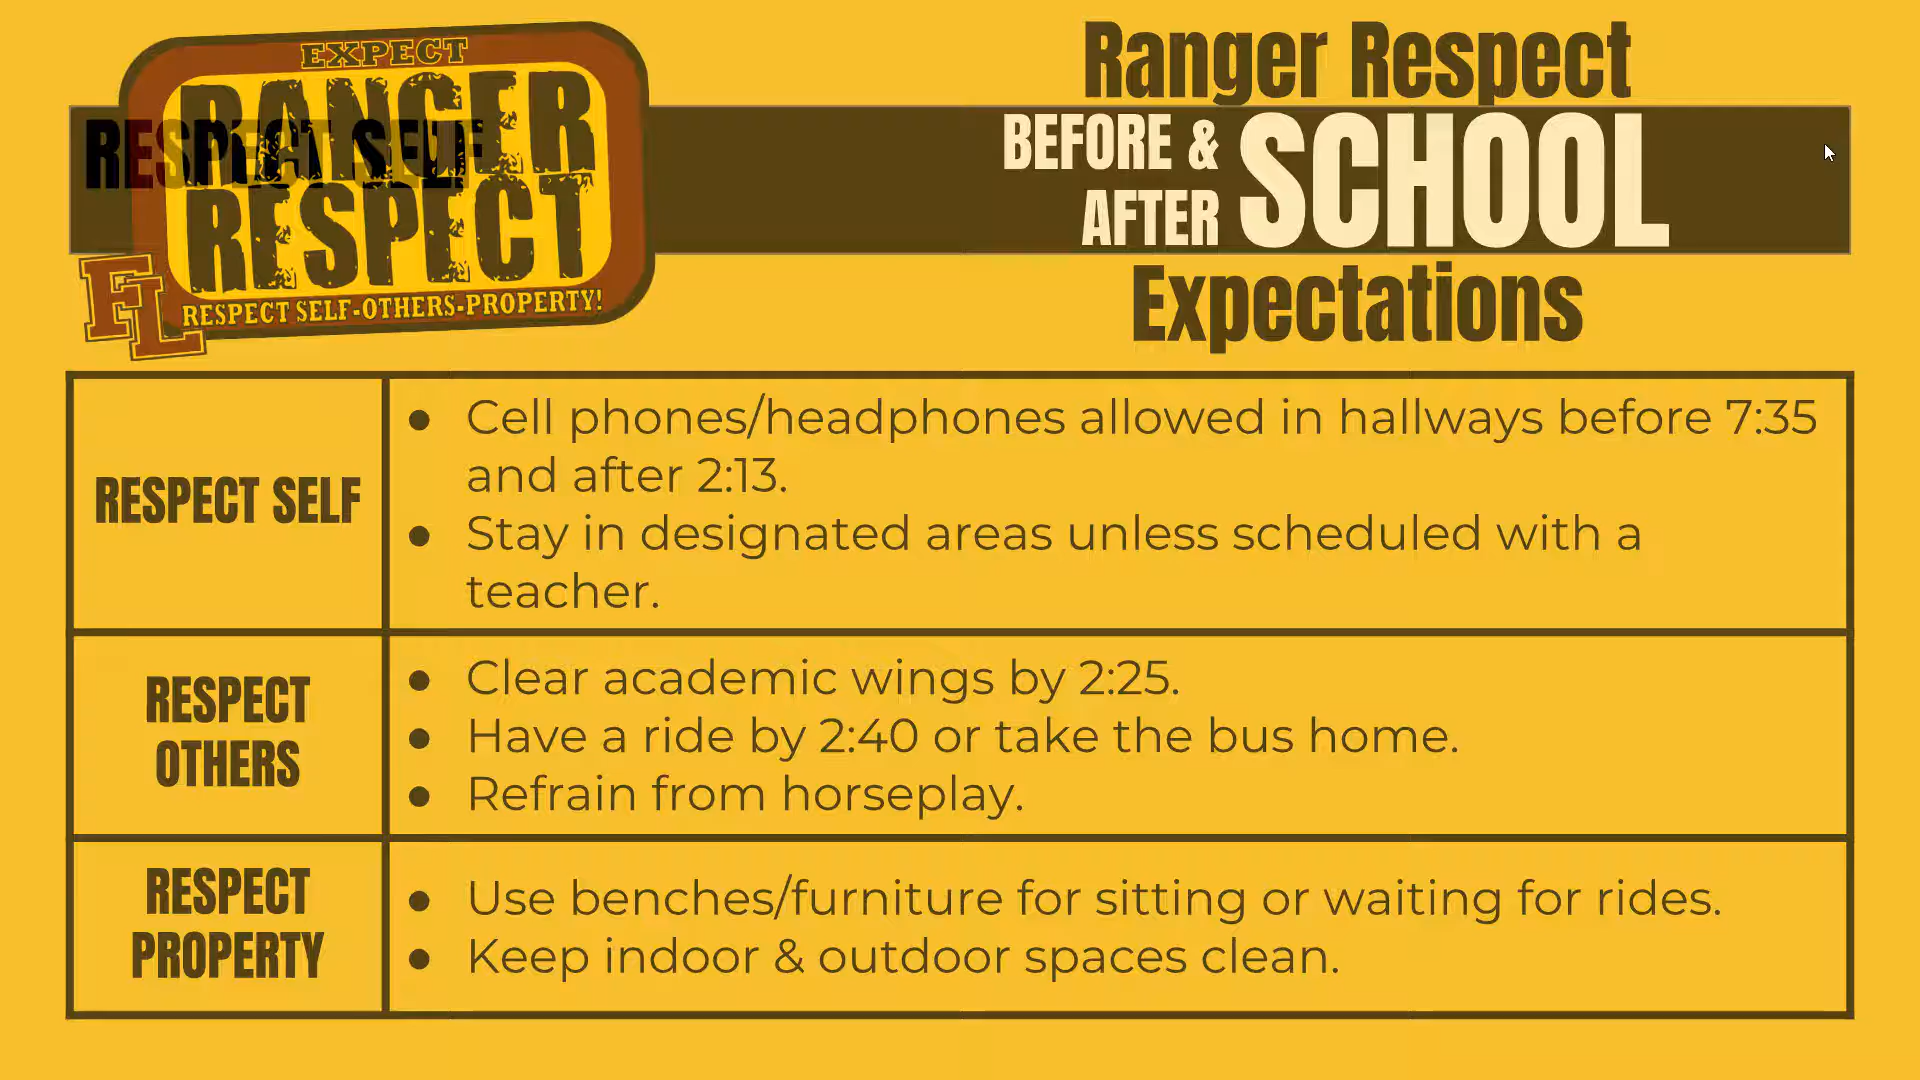 EXPECT
RANGER
RESPECT
RESPECT SELF-OTHERS-PROPERTY!
FL
RESPECT SELF
Ranger Respect
BEFORE & AFTER SCHOOL
Expectations
RESPECT SELF
● Cell phones/headphones allowed in hallways before 7:35
and after 2:13.
● Stay in designated areas unless scheduled with a
teacher.
RESPECT
OTHERS
● Clear academic wings by 2:25.
● Have a ride by 2:40 or take the bus home.
● Refrain from horseplay.
RESPECT
PROPERTY
● Use benches/furniture for sitting or waiting for rides.
● Keep indoor & outdoor spaces clean.